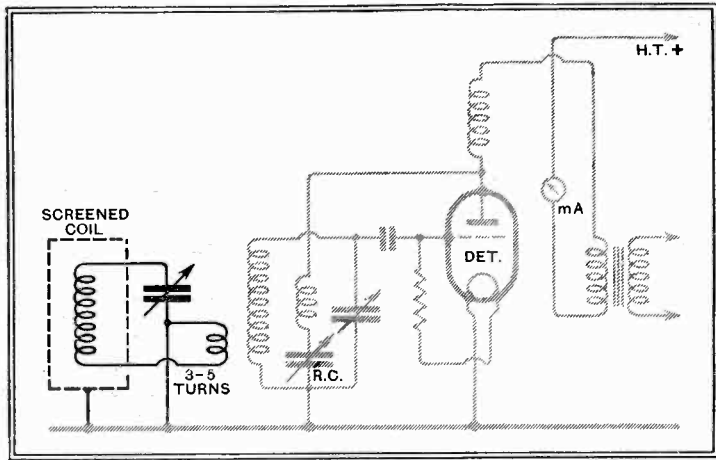 H.T. +
SCREENED
COIL
mA
DET.
R.C.
3-5
TURNS